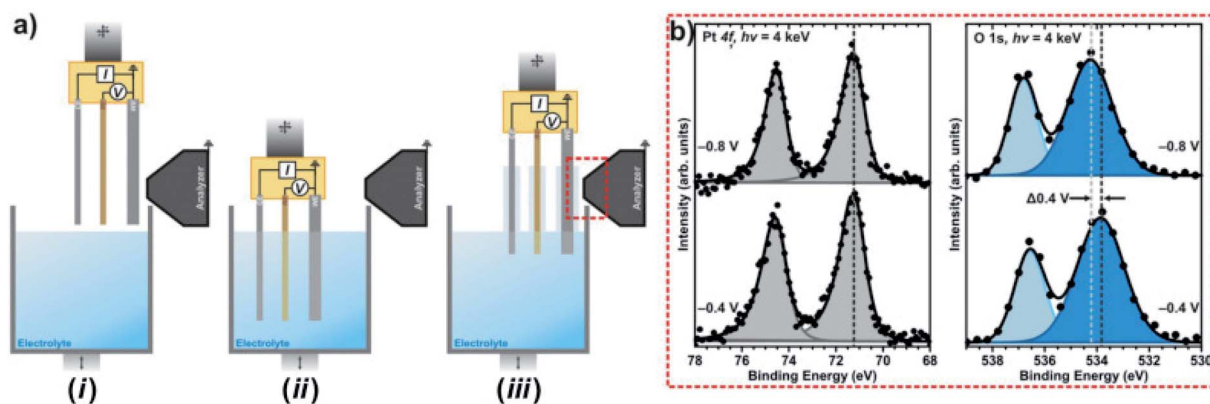 a)
I
V
Analyzer
Electrolyte
(i)
I
V
Analyzer
Electrolyte
(ii)
I
V
Analyzer
Electrolyte
(iii)
b)
Pt 4f, hν = 4 keV
–0.8 V
–0.4 V
Intensity (arb. units)
78 76 74 72 70 68
Binding Energy (eV)
O 1s, hν = 4 keV
–0.8 V
Δ0.4 V
–0.4 V
Intensity (arb. units)
538 536 534 532 530
Binding Energy (eV)